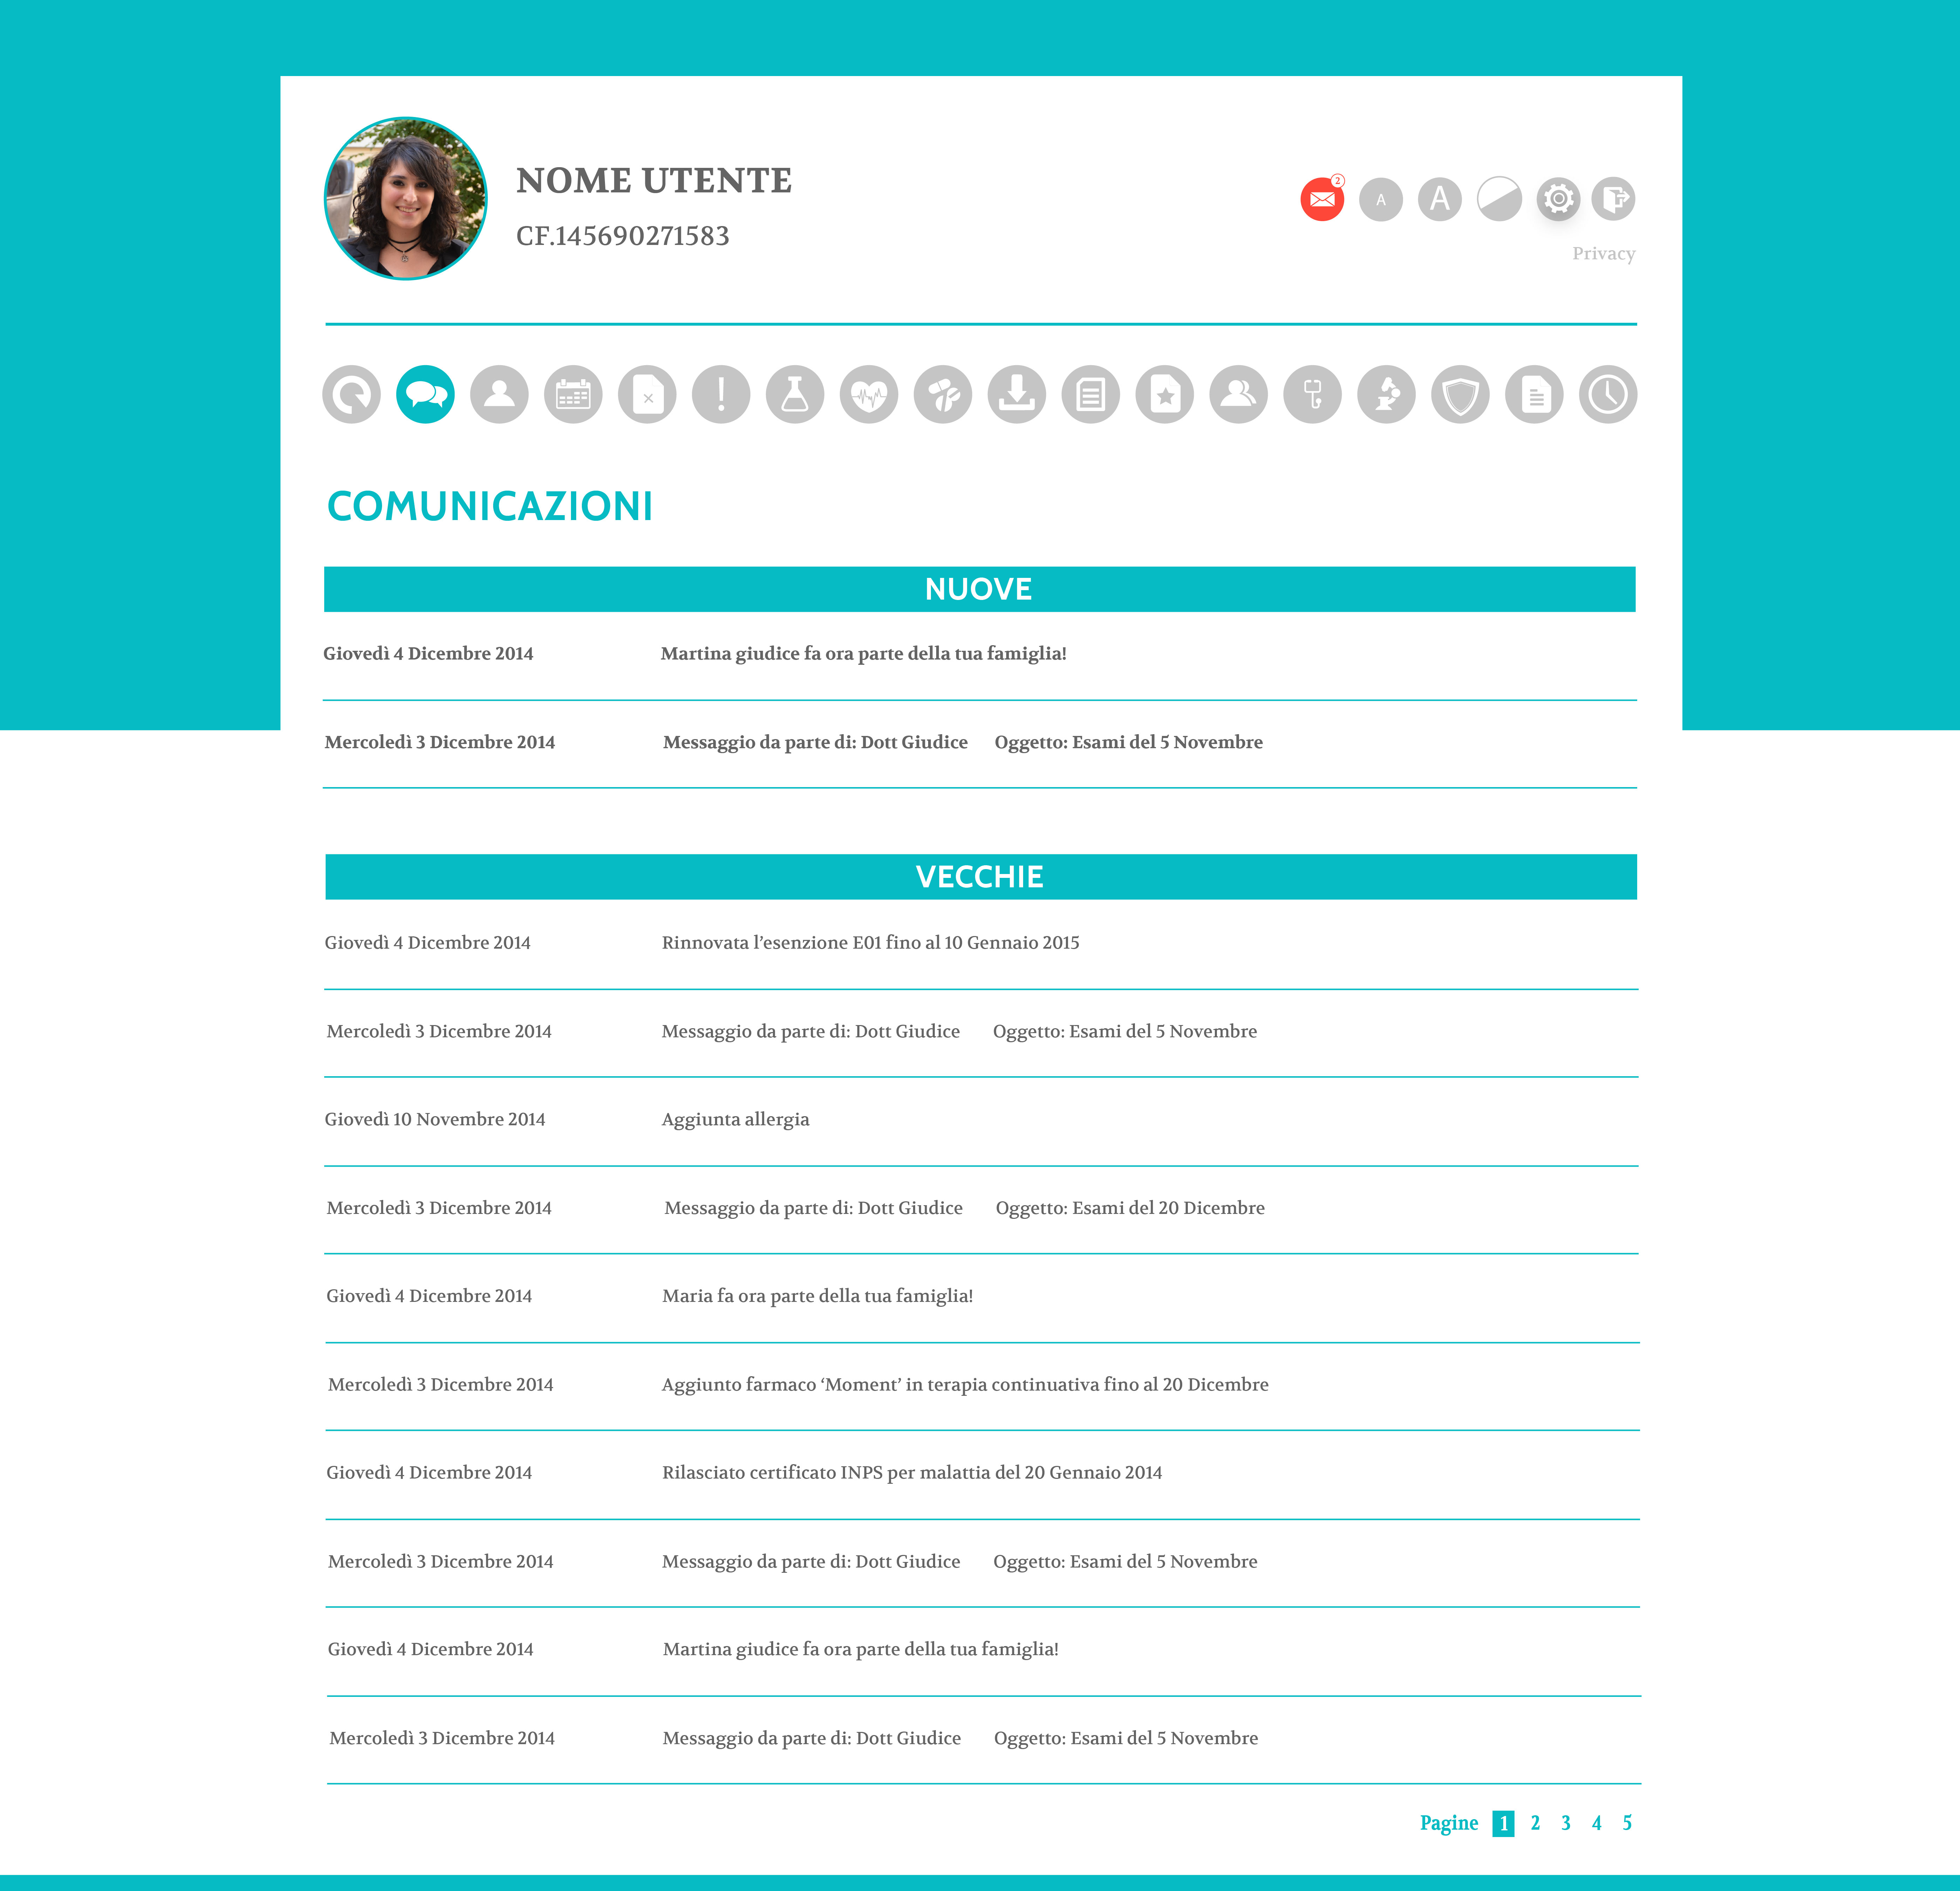 NOME UTENTE
CF.145690271583
2
A
A
Privacy
COMUNICAZIONI
NUOVE
Giovedì 4 Dicembre 2014 Martina giudice fa ora parte della tua famiglia!
Mercoledì 3 Dicembre 2014 Messaggio da parte di: Dott Giudice Oggetto: Esami del 5 Novembre
VECCHIE
Giovedì 4 Dicembre 2014 Rinnovata l’esenzione E01 fino al 10 Gennaio 2015
Mercoledì 3 Dicembre 2014 Messaggio da parte di: Dott Giudice Oggetto: Esami del 5 Novembre
Giovedì 10 Novembre 2014 Aggiunta allergia
Mercoledì 3 Dicembre 2014 Messaggio da parte di: Dott Giudice Oggetto: Esami del 20 Dicembre
Giovedì 4 Dicembre 2014 Maria fa ora parte della tua famiglia!
Mercoledì 3 Dicembre 2014 Aggiunto farmaco ‘Moment’ in terapia continuativa fino al 20 Dicembre
Giovedì 4 Dicembre 2014 Rilasciato certificato INPS per malattia del 20 Gennaio 2014
Mercoledì 3 Dicembre 2014 Messaggio da parte di: Dott Giudice Oggetto: Esami del 5 Novembre
Giovedì 4 Dicembre 2014 Martina giudice fa ora parte della tua famiglia!
Mercoledì 3 Dicembre 2014 Messaggio da parte di: Dott Giudice Oggetto: Esami del 5 Novembre
Pagine 1 2 3 4 5